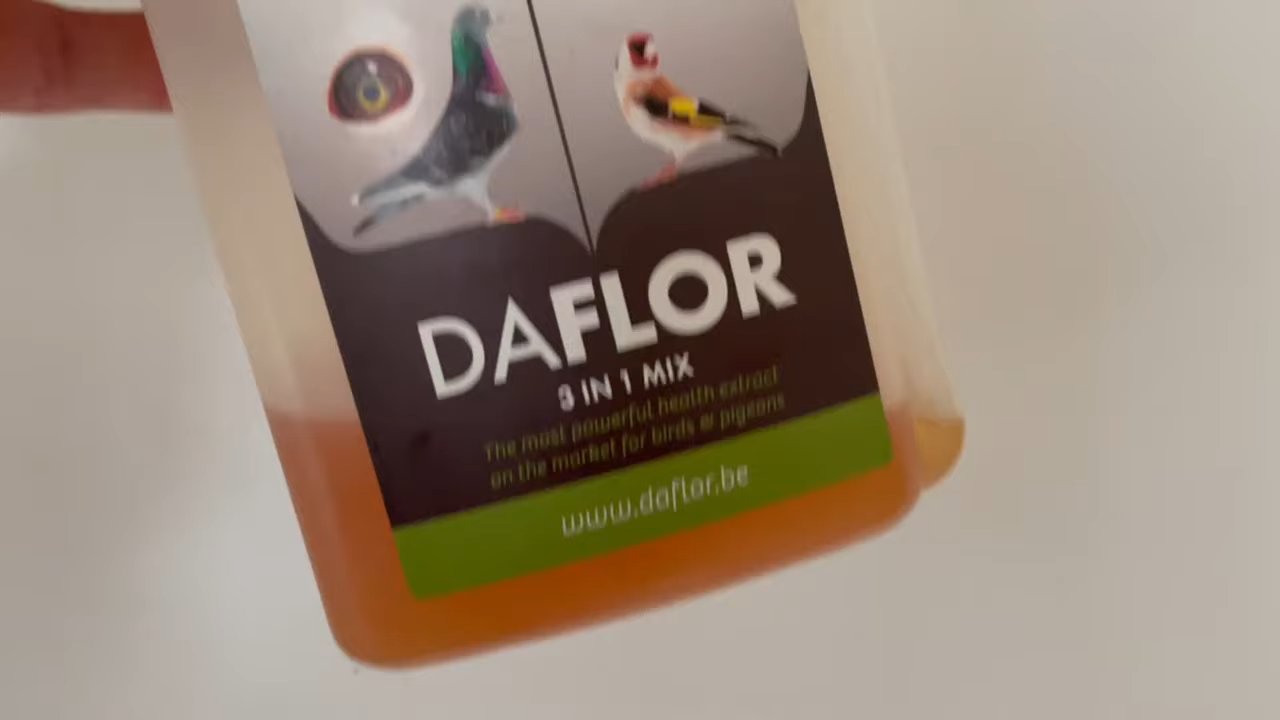 DAFLOR
3 IN 1 MIX
The most powerful health extract
on the market for birds & pigeons
www.daflor.be